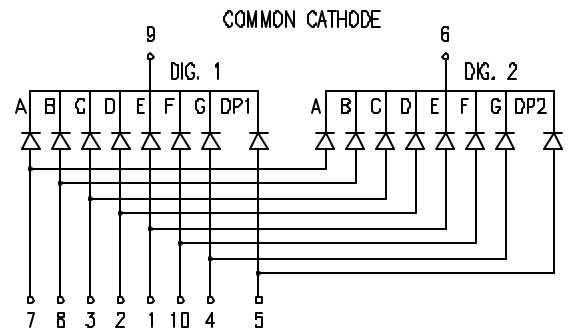 COMMON CATHODE
9 6
DIG. 1 DIG. 2
A B C D E F G DP1 A B C D E F G DP2
7 8 3 2 1 10 4 5